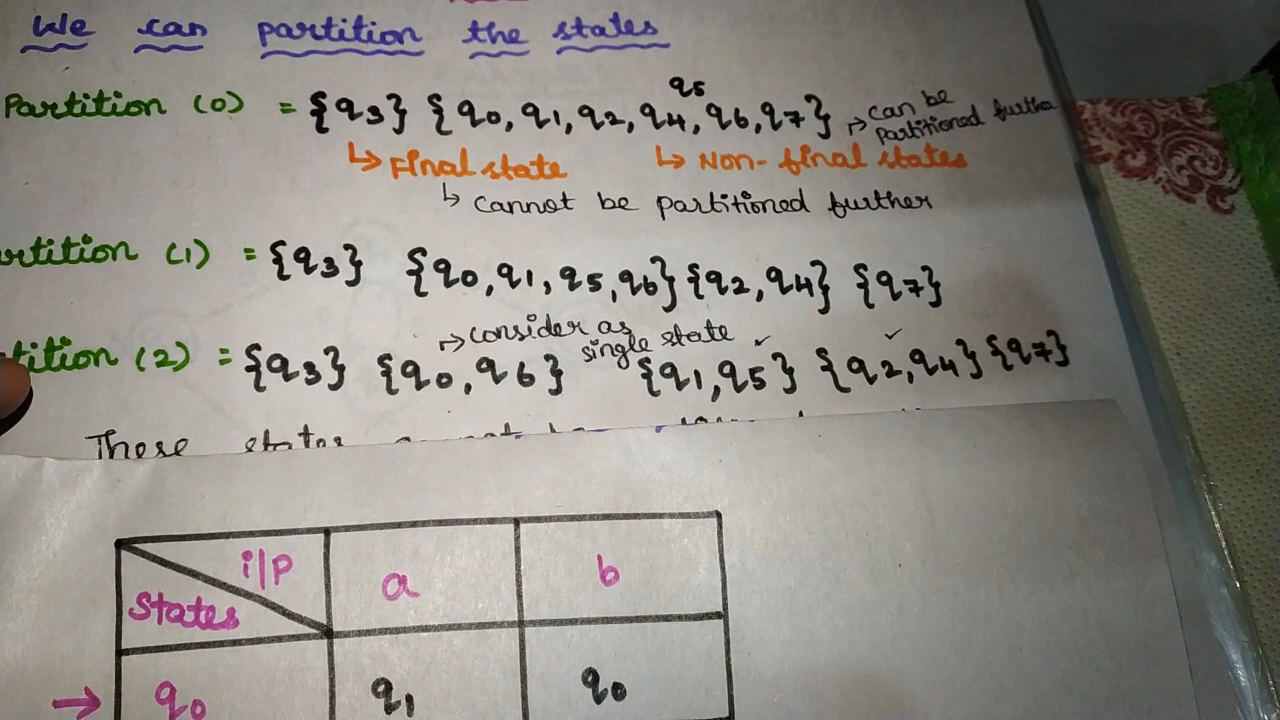 We can partition the states
q5
Partition (0) = {q3} {q0, q1, q2, q4, q6, q7} ↳ can be
partitioned furthe
↳ Final state ↳ Non-final states
↳ cannot be partitioned further
rtition (1) = {q3} {q0, q1, q5, q6} {q2, q4} {q7}
↳ consider as
single state
tition (2) = {q3} {q0, q6} {q1, q5} ✓ {q2, q4} ✓ {q7}
These states
i/p a b
States
→ q0 q1 q0